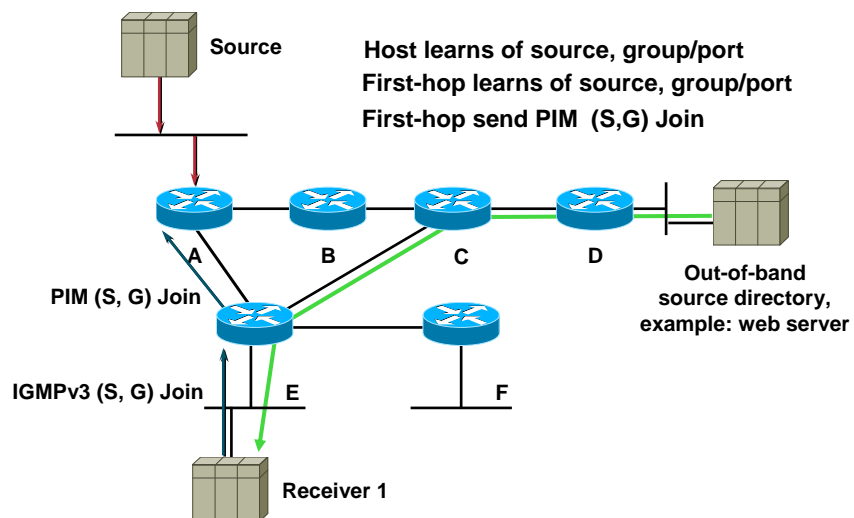 Source
Host learns of source, group/port
First-hop learns of source, group/port
First-hop send PIM (S,G) Join
A
B
C
D
Out-of-band
source directory,
example: web server
PIM (S, G) Join
IGMPv3 (S, G) Join
E
F
Receiver 1